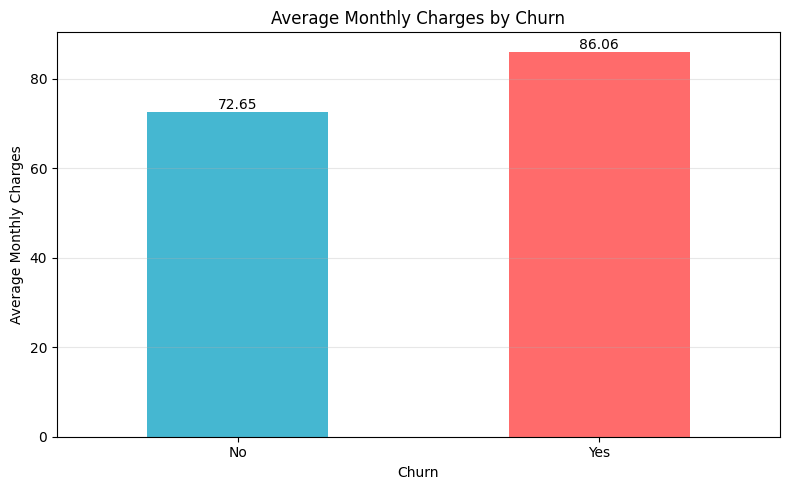 Average Monthly Charges by Churn
86.06
72.65
80
60
40
20
0
Average Monthly Charges
No
Yes
Churn